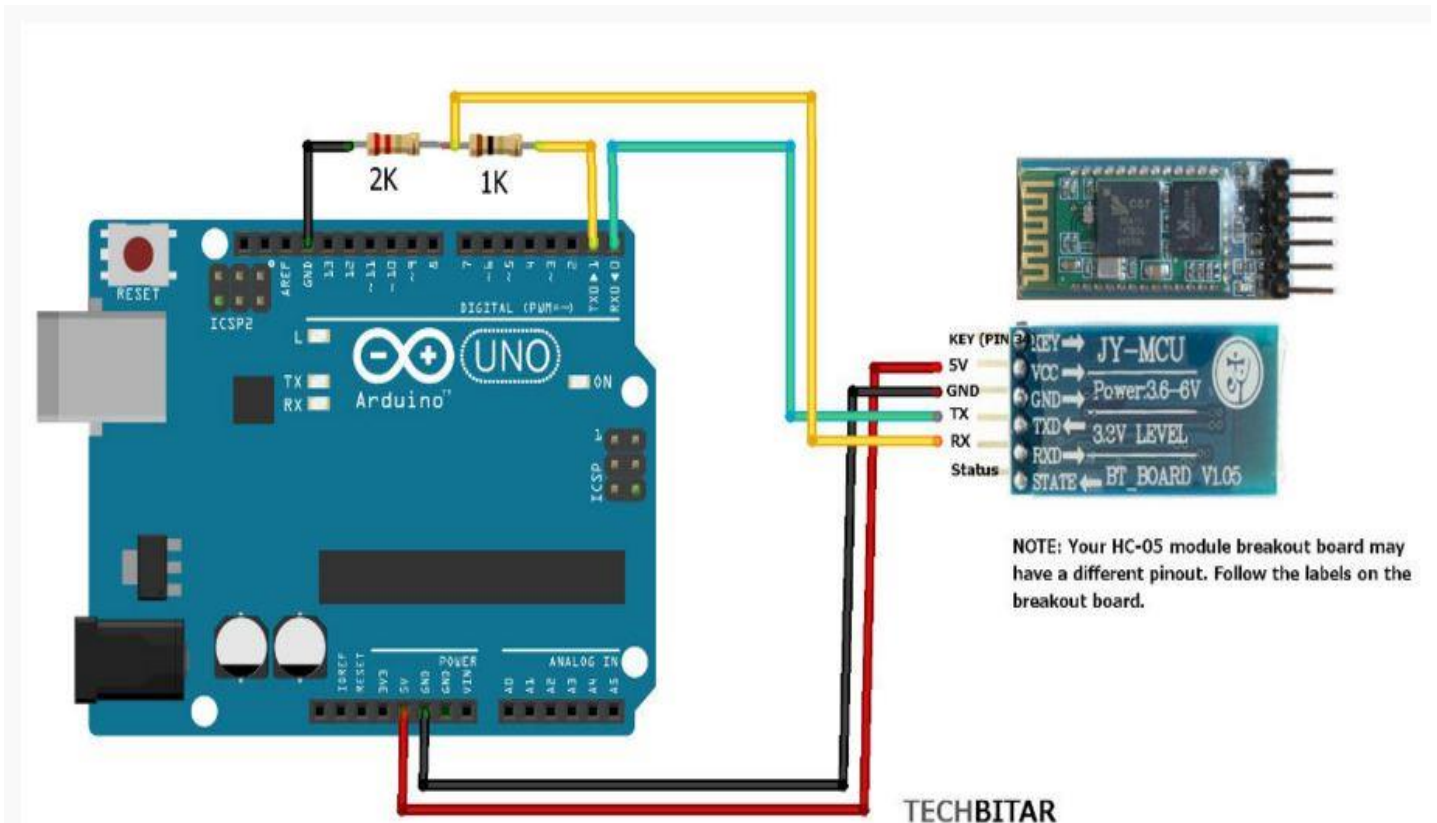 2K
1K
RESET
ICSP2
AREF
GND
13
12
~11
~10
~9
8
7
~6
~5
4
~3
2
TXD▶1
RXD◀0
DIGITAL (PWM=~)
L
TX
RX
UNO
Arduino™
ON
1
ICSP
IOREF
RESET
3V3
5V
GND
GND
VIN
POWER
ANALOG IN
A0
A1
A2
A3
A4
A5
KEY (PIN 34)
5V
GND
TX
RX
Status
KEY
VCC
GND
TXD
RXD
STATE
JY-MCU
Power:3.6-6V
3.3V LEVEL
BT_BOARD V1.05
NOTE: Your HC-05 module breakout board may
have a different pinout. Follow the labels on the
breakout board.
TECHBITAR